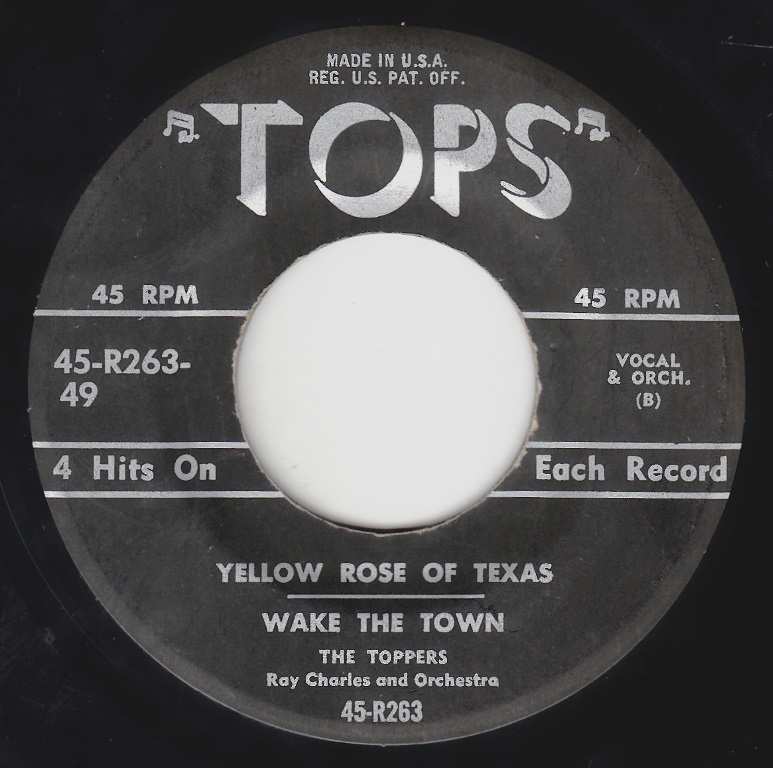 MADE IN U.S.A.
REG. U.S. PAT. OFF.
"TOPS"
45 RPM
45 RPM
45-R263-
49
VOCAL
& ORCH.
(B)
4 Hits On
Each Record
YELLOW ROSE OF TEXAS
WAKE THE TOWN
THE TOPPERS
Ray Charles and Orchestra
45-R263